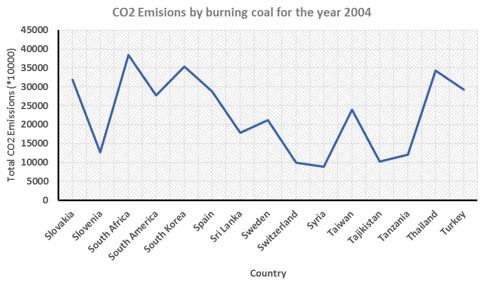 CO2 Emisions by burning coal for the year 2004
Total CO2 Emissions (*10000)
45000
40000
35000
30000
25000
20000
15000
10000
5000
0
Slovakia
Slovenia
South Africa
South America
South Korea
Spain
Sri Lanka
Sweden
Switzerland
Syria
Taiwan
Tajikistan
Tanzania
Thailand
Turkey
Country